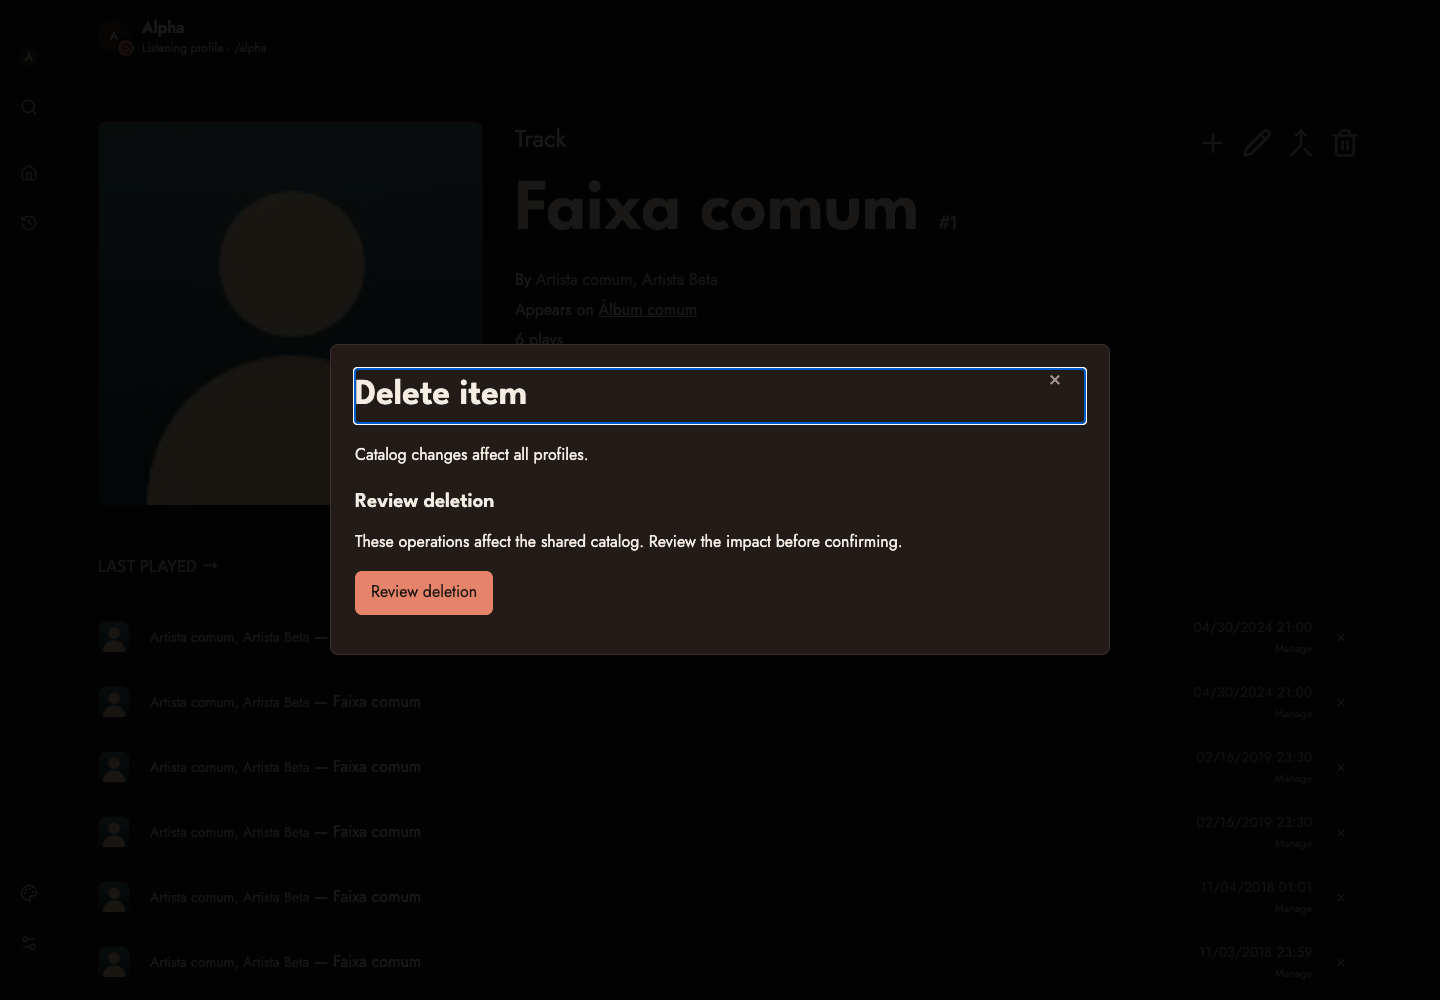 Alpha
Listening profile · /alpha
A
A
Track
Faixa comum #1
By Artista comum, Artista Beta
Appears on Álbum comum
6 plays
Delete item
×
Catalog changes affect all profiles.
Review deletion
These operations affect the shared catalog. Review the impact before confirming.
Review deletion
LAST PLAYED →
Artista comum, Artista Beta —
04/30/2024 21:00
Manage
×
Artista comum, Artista Beta — Faixa comum
04/30/2024 21:00
Manage
×
Artista comum, Artista Beta — Faixa comum
02/16/2019 23:30
Manage
×
Artista comum, Artista Beta — Faixa comum
02/16/2019 23:30
Manage
×
Artista comum, Artista Beta — Faixa comum
11/04/2018 01:01
Manage
×
Artista comum, Artista Beta — Faixa comum
11/03/2018 23:59
Manage
×